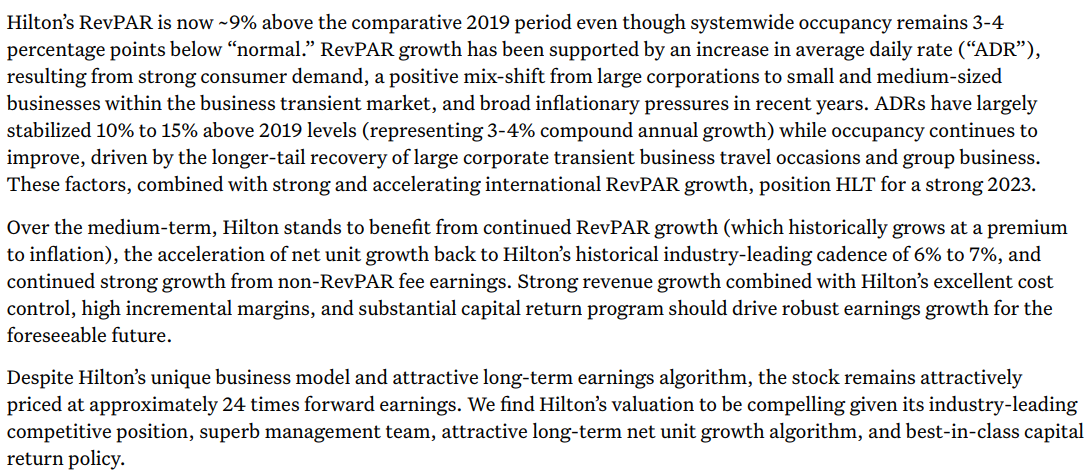 Hilton’s RevPAR is now ~9% above the comparative 2019 period even though systemwide occupancy remains 3-4
percentage points below “normal.” RevPAR growth has been supported by an increase in average daily rate (“ADR”),
resulting from strong consumer demand, a positive mix-shift from large corporations to small and medium-sized
businesses within the business transient market, and broad inflationary pressures in recent years. ADRs have largely
stabilized 10% to 15% above 2019 levels (representing 3-4% compound annual growth) while occupancy continues to
improve, driven by the longer-tail recovery of large corporate transient business travel occasions and group business.
These factors, combined with strong and accelerating international RevPAR growth, position HLT for a strong 2023.
Over the medium-term, Hilton stands to benefit from continued RevPAR growth (which historically grows at a premium
to inflation), the acceleration of net unit growth back to Hilton’s historical industry-leading cadence of 6% to 7%, and
continued strong growth from non-RevPAR fee earnings. Strong revenue growth combined with Hilton’s excellent cost
control, high incremental margins, and substantial capital return program should drive robust earnings growth for the
foreseeable future.
Despite Hilton’s unique business model and attractive long-term earnings algorithm, the stock remains attractively
priced at approximately 24 times forward earnings. We find Hilton’s valuation to be compelling given its industry-leading
competitive position, superb management team, attractive long-term net unit growth algorithm, and best-in-class capital
return policy.